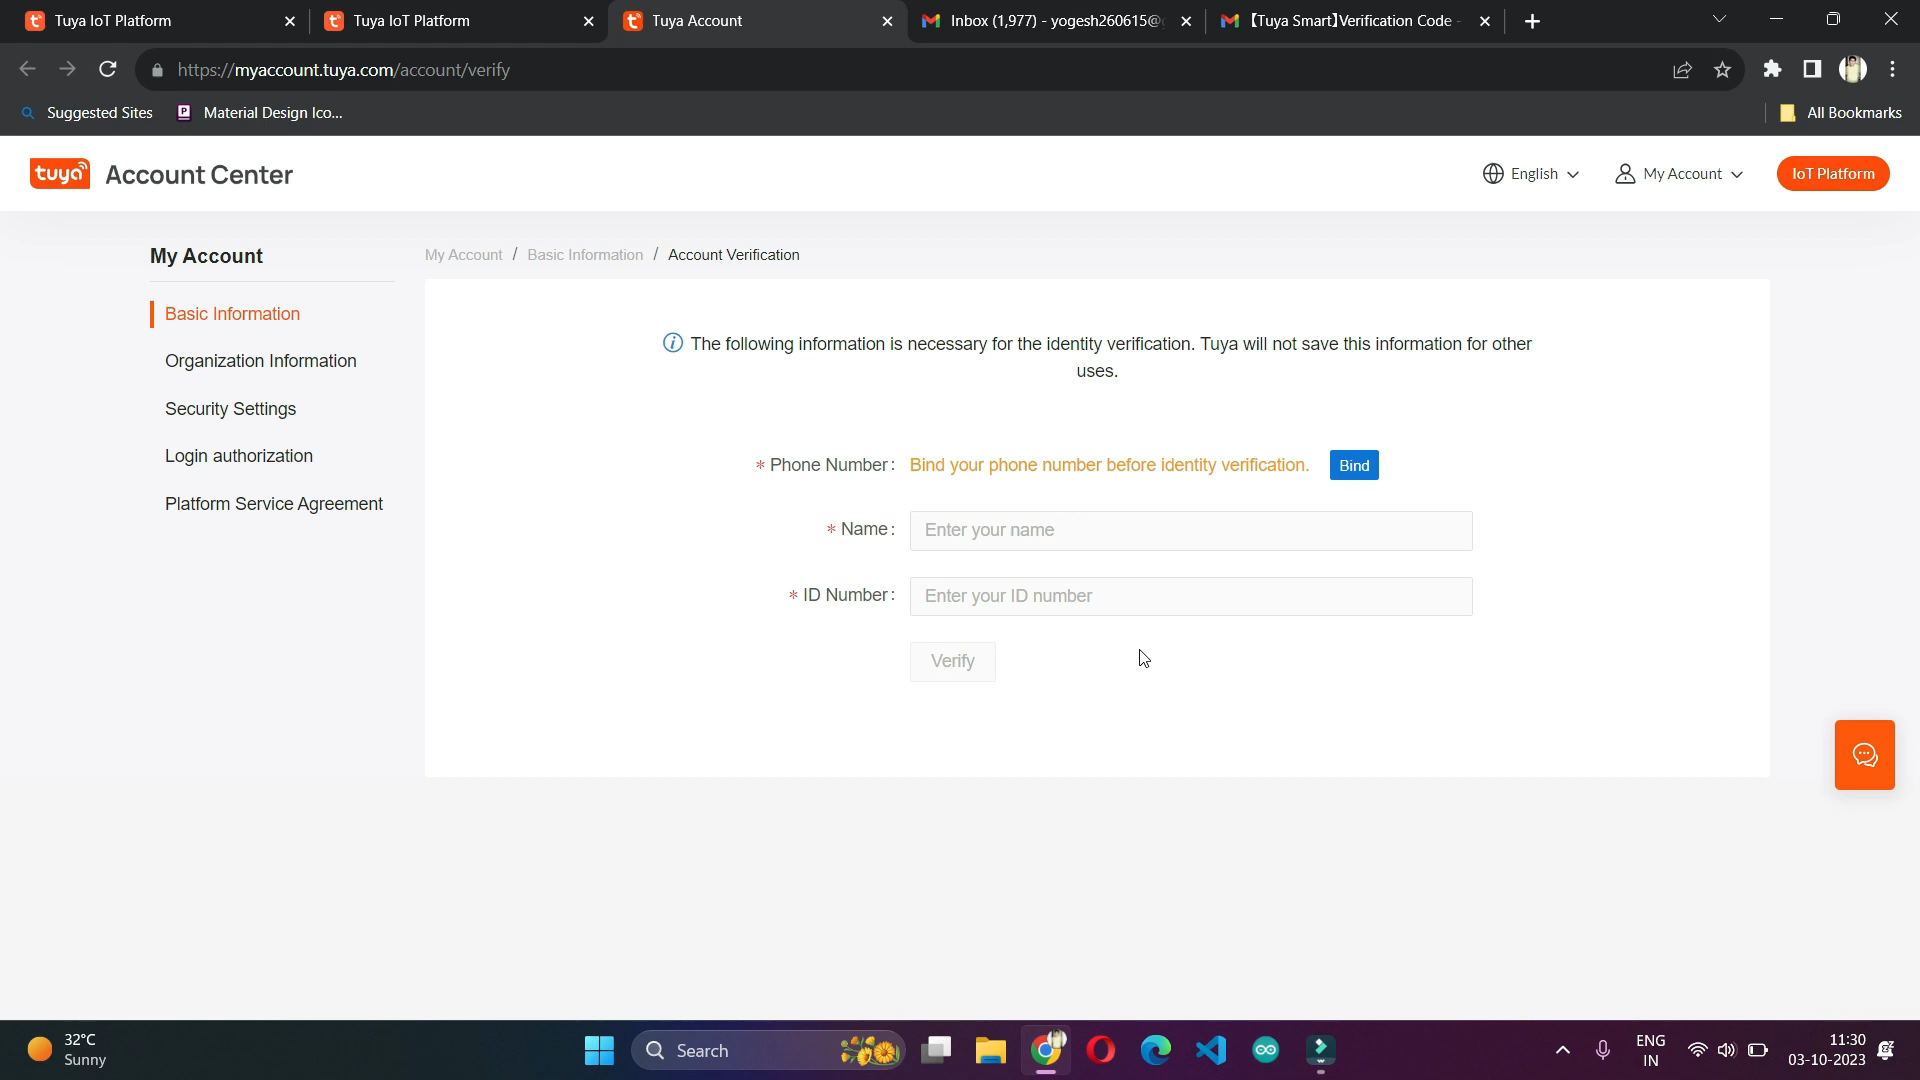 Tuya IoT Platform
Tuya IoT Platform
Tuya Account
Inbox (1,977) - yogesh260615@
【Tuya Smart】Verification Code -
https://myaccount.tuya.com/account/verify
Suggested Sites
Material Design Ico...
All Bookmarks
tuya Account Center
English
My Account
IoT Platform
My Account
Basic Information
Organization Information
Security Settings
Login authorization
Platform Service Agreement
My Account / Basic Information / Account Verification
The following information is necessary for the identity verification. Tuya will not save this information for other
uses.
* Phone Number: Bind your phone number before identity verification. Bind
* Name: Enter your name
* ID Number: Enter your ID number
Verify
32°C
Sunny
Search
ENG
IN
11:30
03-10-2023